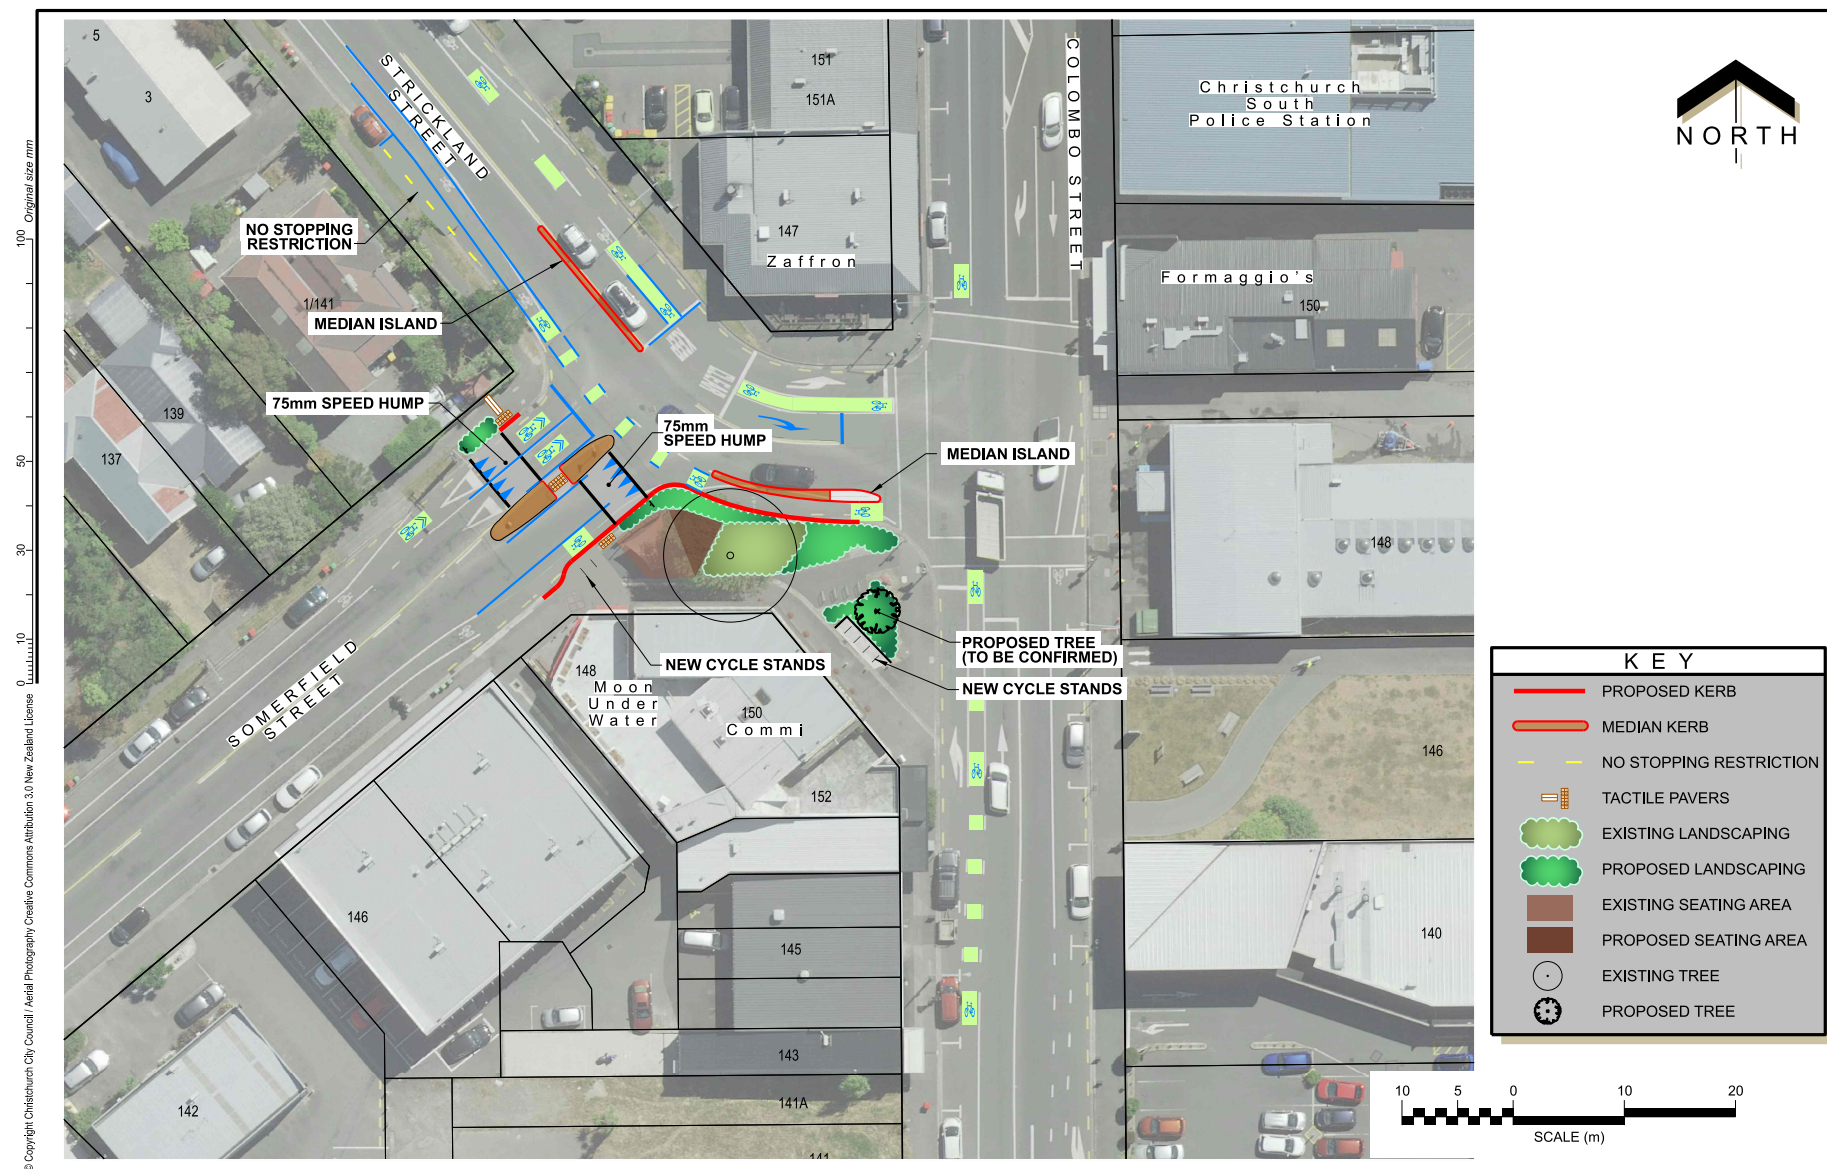 5
3
STRICKLAND
STREET
151
151A
COLOMBO STREET
Christchurch
South
Police Station
NORTH
Original size mm
100
50
30
10
0
NO STOPPING
RESTRICTION
147
Zaffron
Formaggio's
150
1/141
MEDIAN ISLAND
139
75mm SPEED HUMP
75mm
SPEED HUMP
137
MEDIAN ISLAND
148
PROPOSED TREE
(TO BE CONFIRMED)
NEW CYCLE STANDS
NEW CYCLE STANDS
SOMERFIELD
STREET
148
Moon
Under
Water
150
Commi
152
146
146
145
140
143
142
141A
141
KEY
PROPOSED KERB
MEDIAN KERB
NO STOPPING RESTRICTION
TACTILE PAVERS
EXISTING LANDSCAPING
PROPOSED LANDSCAPING
EXISTING SEATING AREA
PROPOSED SEATING AREA
EXISTING TREE
PROPOSED TREE
10 5 0 10 20
SCALE (m)
© Copyright Christchurch City Council / Aerial Photography Creative Commons Attribution 3.0 New Zealand License